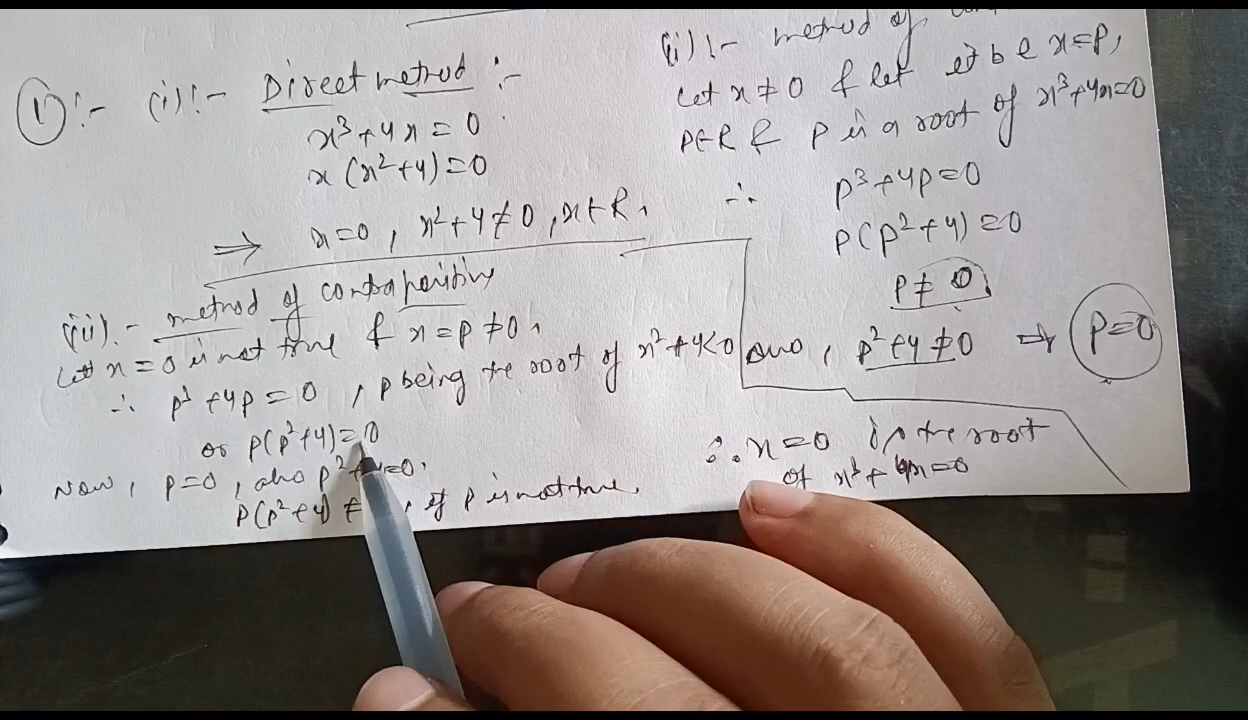 (1):- (i):- Direct method :-
x³+4x=0
x(x²+4)=0
⇒ x=0, x²+4≠0, x∈R,
(ii):- method of
Let x≠0 & let it be x=p,
p∈R & p is a root of x³+4x=0
∴ p³+4p=0
p(p²+4)=0
p≠0
p²+4≠0 ⇒ p=0
∴ x=0 is the root
of x³+4x=0
(iii).- method of
Let x=0 is not true & x=p≠0,
∴ p³+4p=0, p being the root of x²+4<0
or p(p²+4)=0
Now, p=0, also p² =0.
p(p²+4) ≠ , if p is not true.